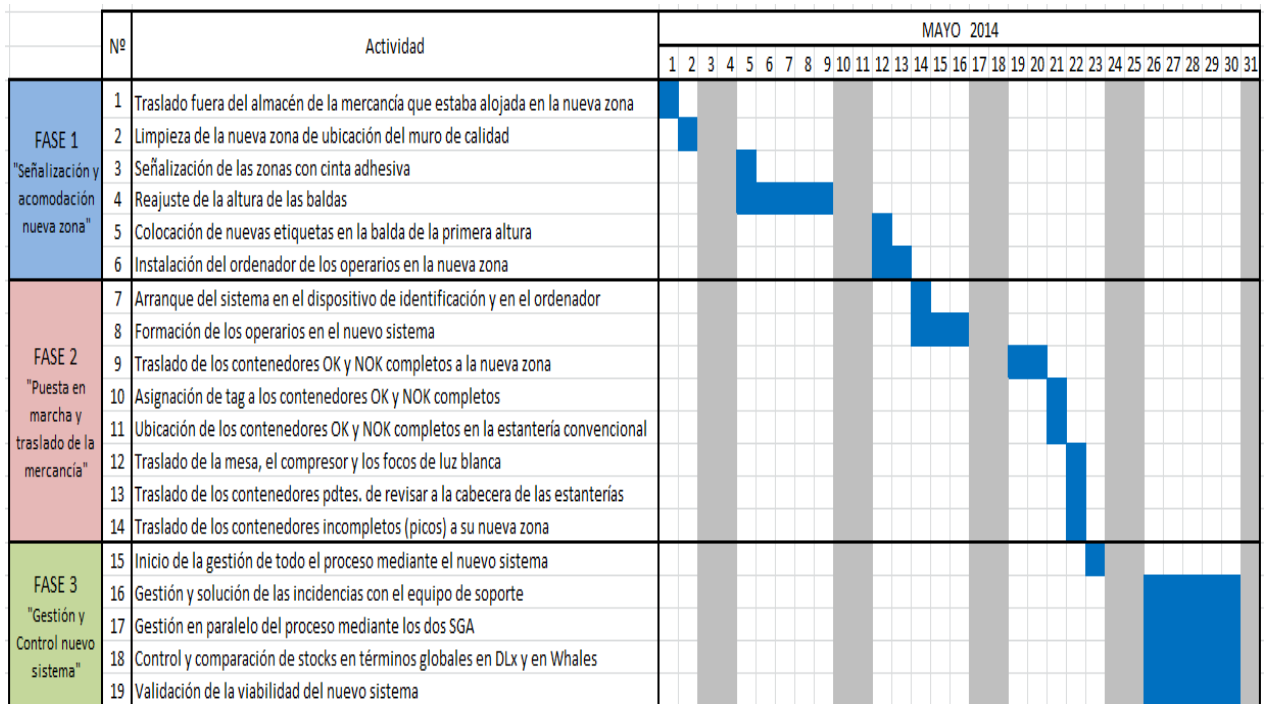 Nº
Actividad
MAYO 2014
1 2 3 4 5 6 7 8 9 10 11 12 13 14 15 16 17 18 19 20 21 22 23 24 25 26 27 28 29 30 31
FASE 1
"Señalización y
acomodación
nueva zona"
1 Traslado fuera del almacén de la mercancía que estaba alojada en la nueva zona
2 Limpieza de la nueva zona de ubicación del muro de calidad
3 Señalización de las zonas con cinta adhesiva
4 Reajuste de la altura de las baldas
5 Colocación de nuevas etiquetas en la balda de la primera altura
6 Instalación del ordenador de los operarios en la nueva zona
FASE 2
"Puesta en
marcha y
traslado de la
mercancía"
7 Arranque del sistema en el dispositivo de identificación y en el ordenador
8 Formación de los operarios en el nuevo sistema
9 Traslado de los contenedores OK y NOK completos a la nueva zona
10 Asignación de tag a los contenedores OK y NOK completos
11 Ubicación de los contenedores OK y NOK completos en la estantería convencional
12 Traslado de la mesa, el compresor y los focos de luz blanca
13 Traslado de los contenedores pdtes. de revisar a la cabecera de las estanterías
14 Traslado de los contenedores incompletos (picos) a su nueva zona
FASE 3
"Gestión y
Control nuevo
sistema"
15 Inicio de la gestión de todo el proceso mediante el nuevo sistema
16 Gestión y solución de las incidencias con el equipo de soporte
17 Gestión en paralelo del proceso mediante los dos SGA
18 Control y comparación de stocks en términos globales en DLx y en Whales
19 Validación de la viabilidad del nuevo sistema